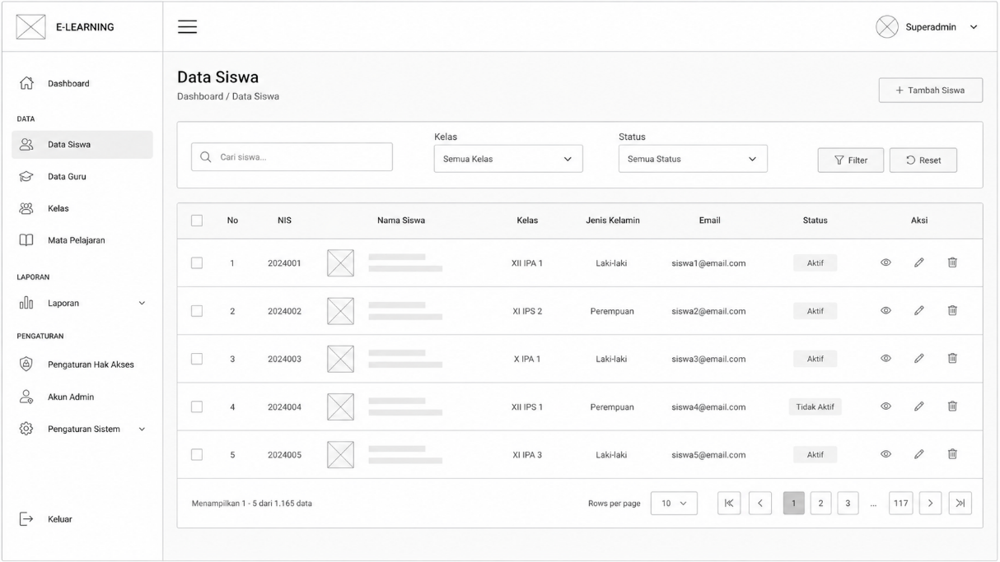 E-LEARNING
Superadmin
Dashboard
DATA
Data Siswa
Data Guru
Kelas
Mata Pelajaran
LAPORAN
Laporan
PENGATURAN
Pengaturan Hak Akses
Akun Admin
Pengaturan Sistem
Keluar
Data Siswa
Dashboard / Data Siswa
+ Tambah Siswa
Kelas
Status
Cari siswa...
Semua Kelas
Semua Status
Filter
Reset
No NIS Nama Siswa Kelas Jenis Kelamin Email Status Aksi
1 2024001 XII IPA 1 Laki-laki siswa1@email.com Aktif
2 2024002 XI IPS 2 Perempuan siswa2@email.com Aktif
3 2024003 X IPA 1 Laki-laki siswa3@email.com Aktif
4 2024004 XII IPS 1 Perempuan siswa4@email.com Tidak Aktif
5 2024005 XI IPA 3 Laki-laki siswa5@email.com Aktif
Menampilkan 1 - 5 dari 1.165 data
Rows per page 10
1 2 3 ... 117